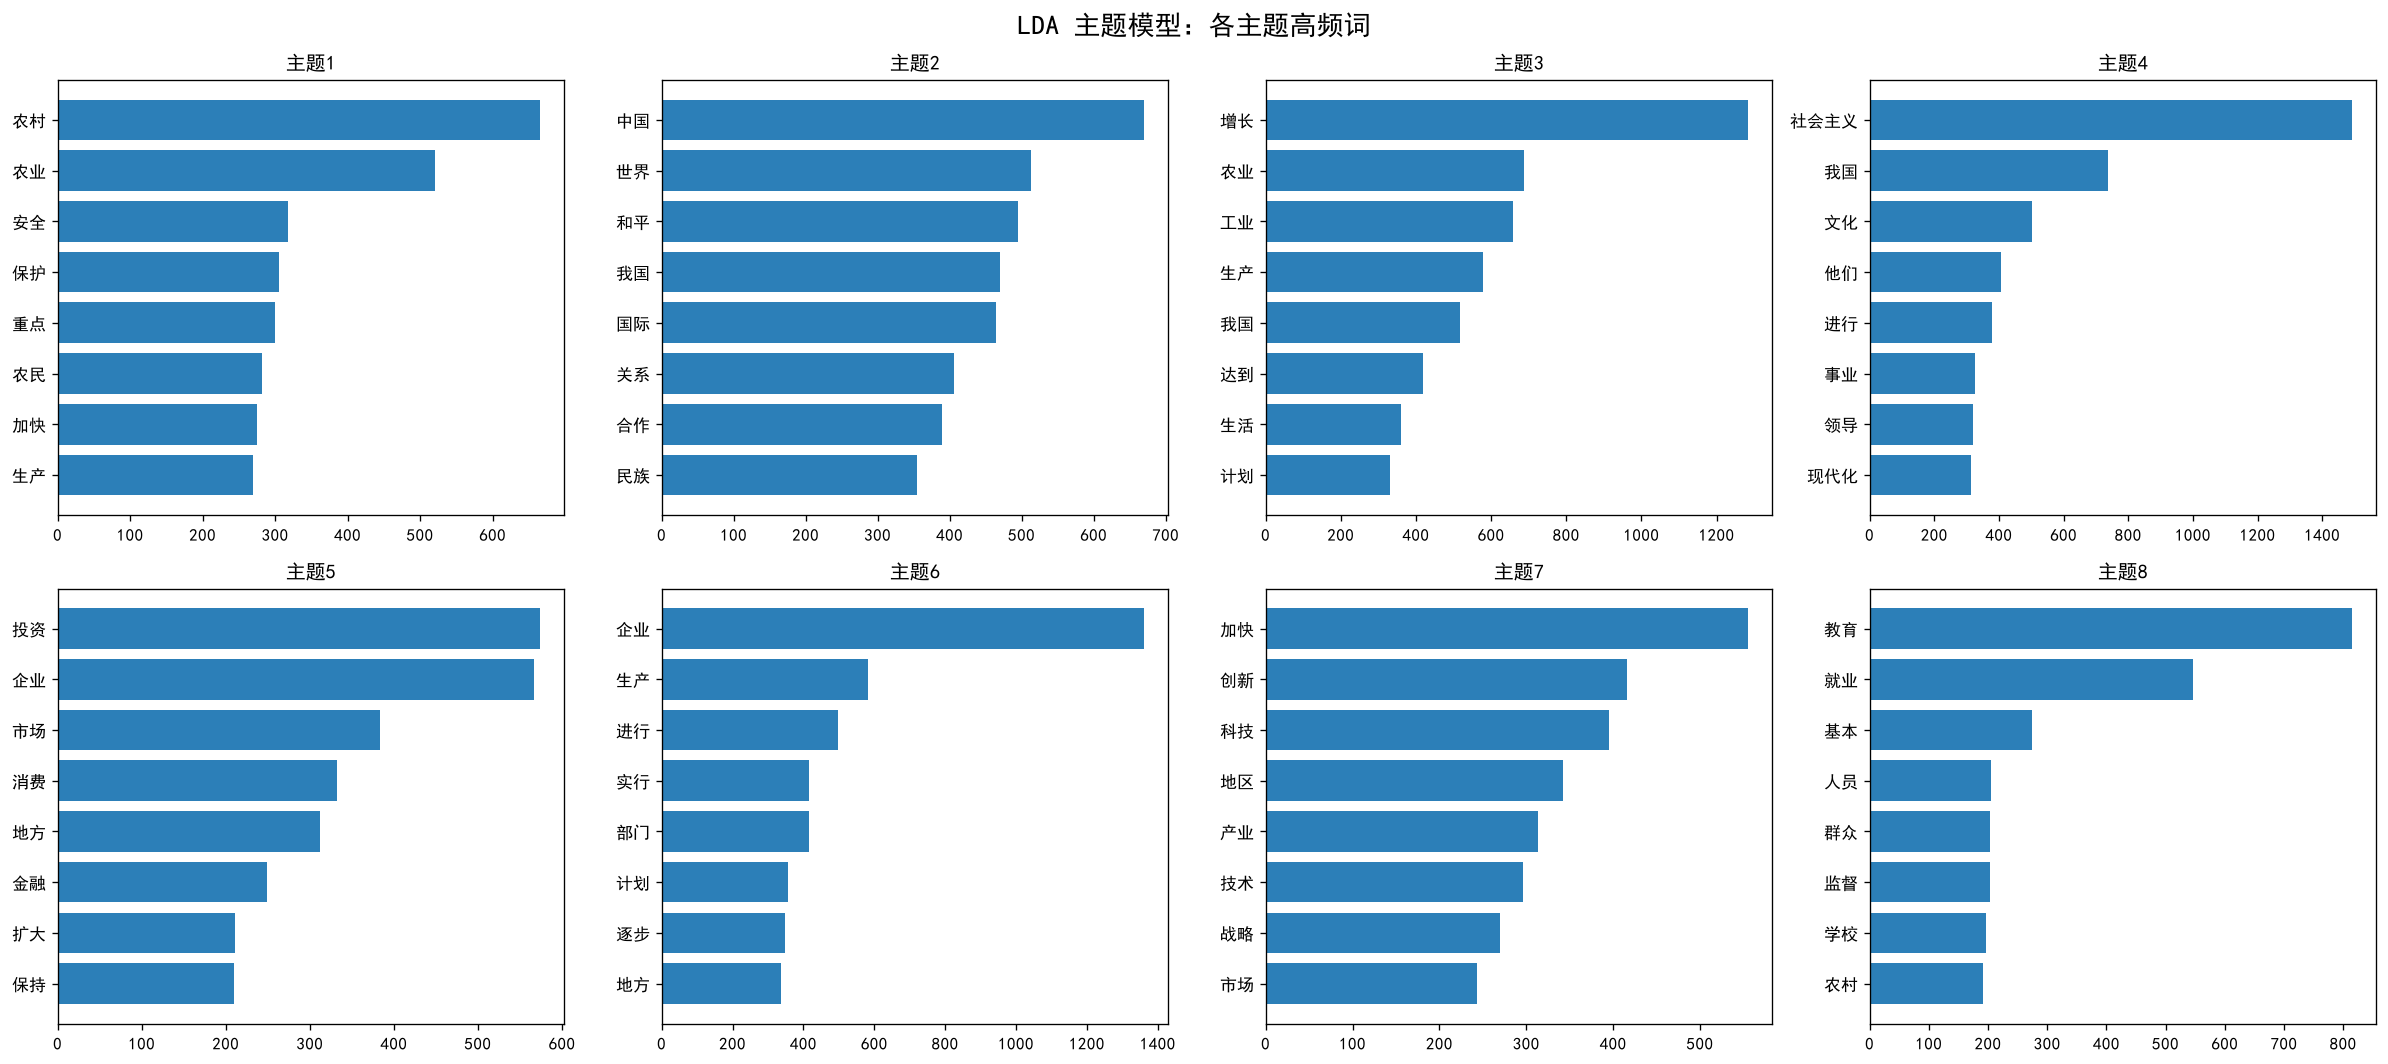 LDA 主题模型：各主题高频词
主题1
农村
农业
安全
保护
重点
农民
加快
生产
0 100 200 300 400 500 600
主题2
中国
世界
和平
我国
国际
关系
合作
民族
0 100 200 300 400 500 600 700
主题3
增长
农业
工业
生产
我国
达到
生活
计划
0 200 400 600 800 1000 1200
主题4
社会主义
我国
文化
他们
进行
事业
领导
现代化
0 200 400 600 800 1000 1200 1400
主题5
投资
企业
市场
消费
地方
金融
扩大
保持
0 100 200 300 400 500 600
主题6
企业
生产
进行
实行
部门
计划
逐步
地方
0 200 400 600 800 1000 1200 1400
主题7
加快
创新
科技
地区
产业
技术
战略
市场
0 100 200 300 400 500
主题8
教育
就业
基本
人员
群众
监督
学校
农村
0 100 200 300 400 500 600 700 800